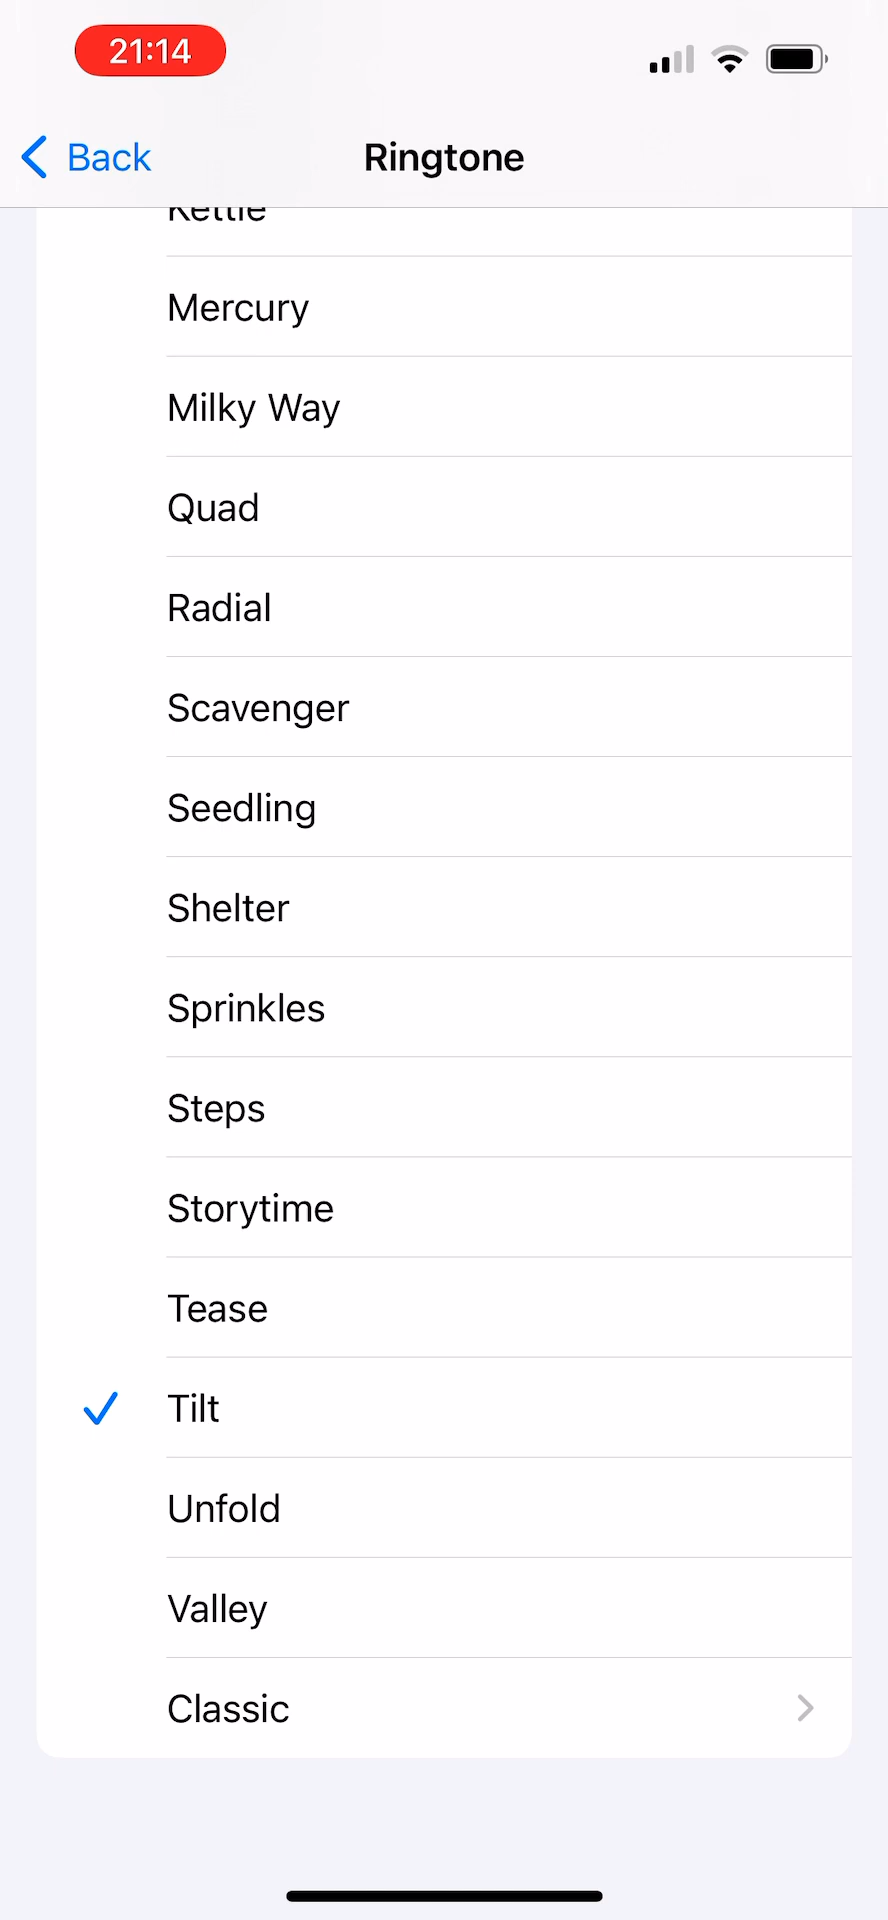 21:14
Back
Ringtone
Kettle
Mercury
Milky Way
Quad
Radial
Scavenger
Seedling
Shelter
Sprinkles
Steps
Storytime
Tease
Tilt
Unfold
Valley
Classic